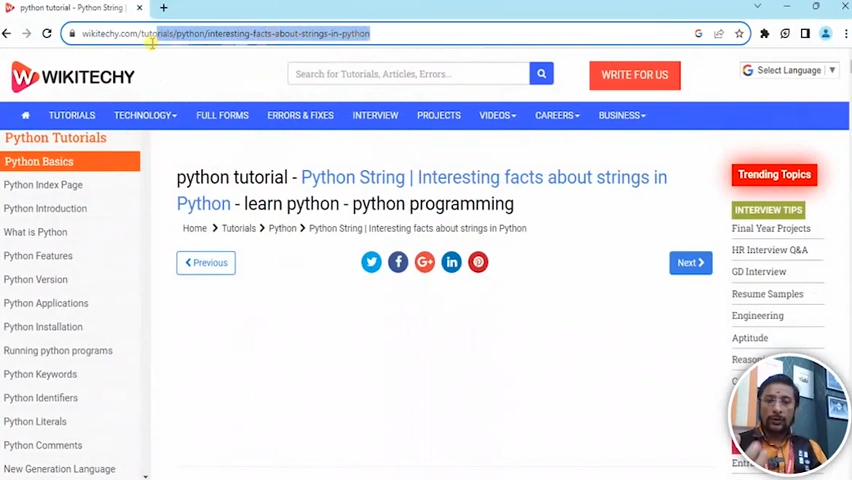 python tutorial - Python String |
wikitechy.com/tutorials/python/interesting-facts-about-strings-in-python
WIKITECHY
Search for Tutorials, Articles, Errors...
WRITE FOR US
Select Language
TUTORIALS
TECHNOLOGY
FULL FORMS
ERRORS & FIXES
INTERVIEW
PROJECTS
VIDEOS
CAREERS
BUSINESS
Python Tutorials
Python Basics
Python Index Page
Python Introduction
What is Python
Python Features
Python Version
Python Applications
Python Installation
Running python programs
Python Keywords
Python Identifiers
Python Literals
Python Comments
New Generation Language
python tutorial - Python String | Interesting facts about strings in
Python - learn python - python programming
Home > Tutorials > Python > Python String | Interesting facts about strings in Python
Previous
Next
Trending Topics
INTERVIEW TIPS
Final Year Projects
HR Interview Q&A
GD Interview
Resume Samples
Engineering
Aptitude